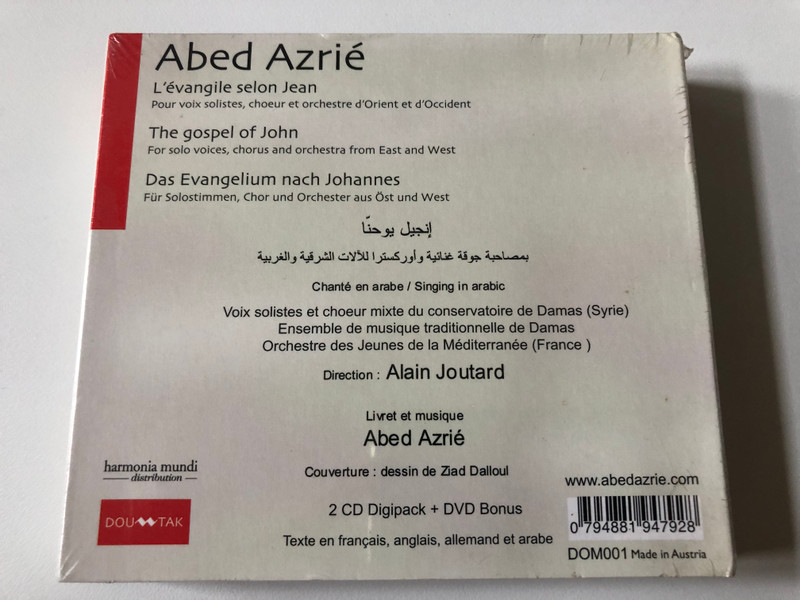 Abed Azrié
L'évangile selon Jean
Pour voix solistes, choeur et orchestre d'Orient et d'Occident
The gospel of John
For solo voices, chorus and orchestra from East and West
Das Evangelium nach Johannes
Für Solostimmen, Chor und Orchester aus Öst und West
إنجيل يوحنّا
بمصاحبة جوقة غنائية وأوركسترا للآلات الشرقية والغربية
Chanté en arabe / Singing in arabic
Voix solistes et choeur mixte du conservatoire de Damas (Syrie)
Ensemble de musique traditionnelle de Damas
Orchestre des Jeunes de la Méditerranée (France )
Direction : Alain Joutard
Livret et musique
Abed Azrié
Couverture : dessin de Ziad Dalloul
harmonia mundi
distribution
www.abedazrie.com
2 CD Digipack + DVD Bonus
DOU TAK
0 794881 947928
Texte en français, anglais, allemand et arabe
DOM001 Made in Austria